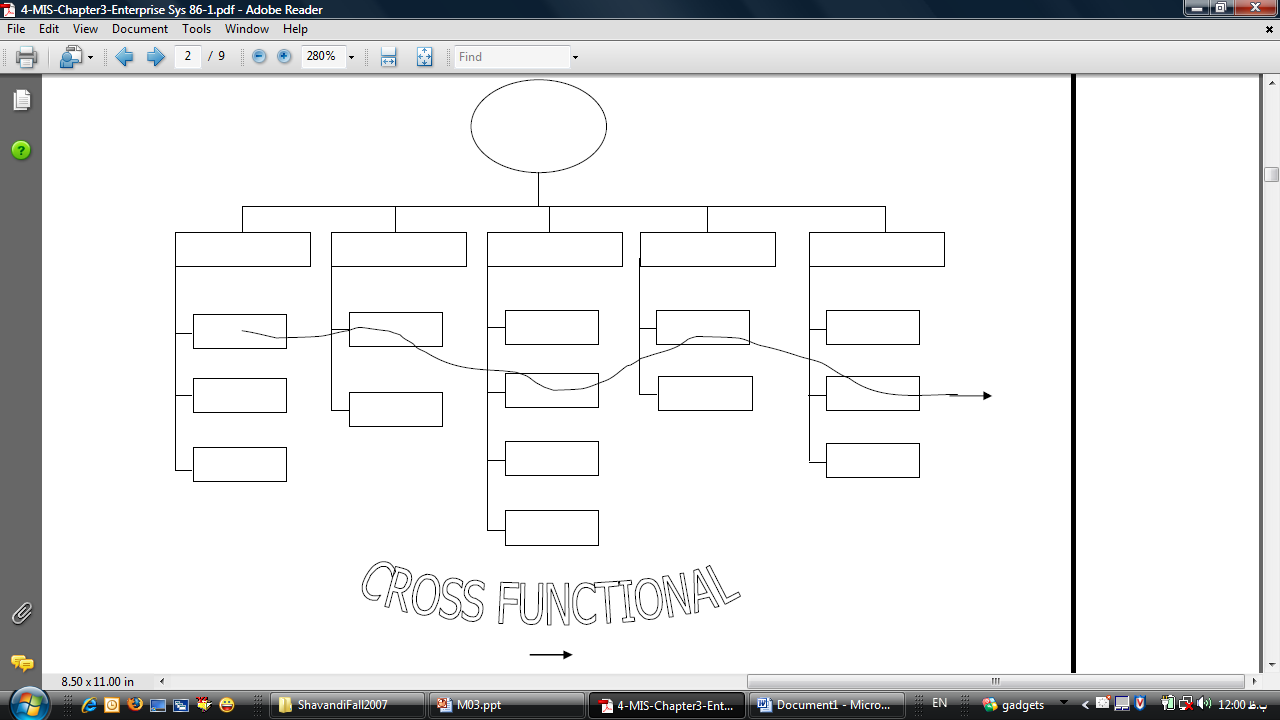 4-MIS-Chapter3-Enterprise Sys 86-1.pdf - Adobe Reader
File Edit View Document Tools Window Help
2 / 9 280% Find
CROSS FUNCTIONAL
8.50 x 11.00 in
ShavandiFall2007 M03.ppt 4-MIS-Chapter3-Ent... Document1 - Micro... EN gadgets 12:00 ب.ظ